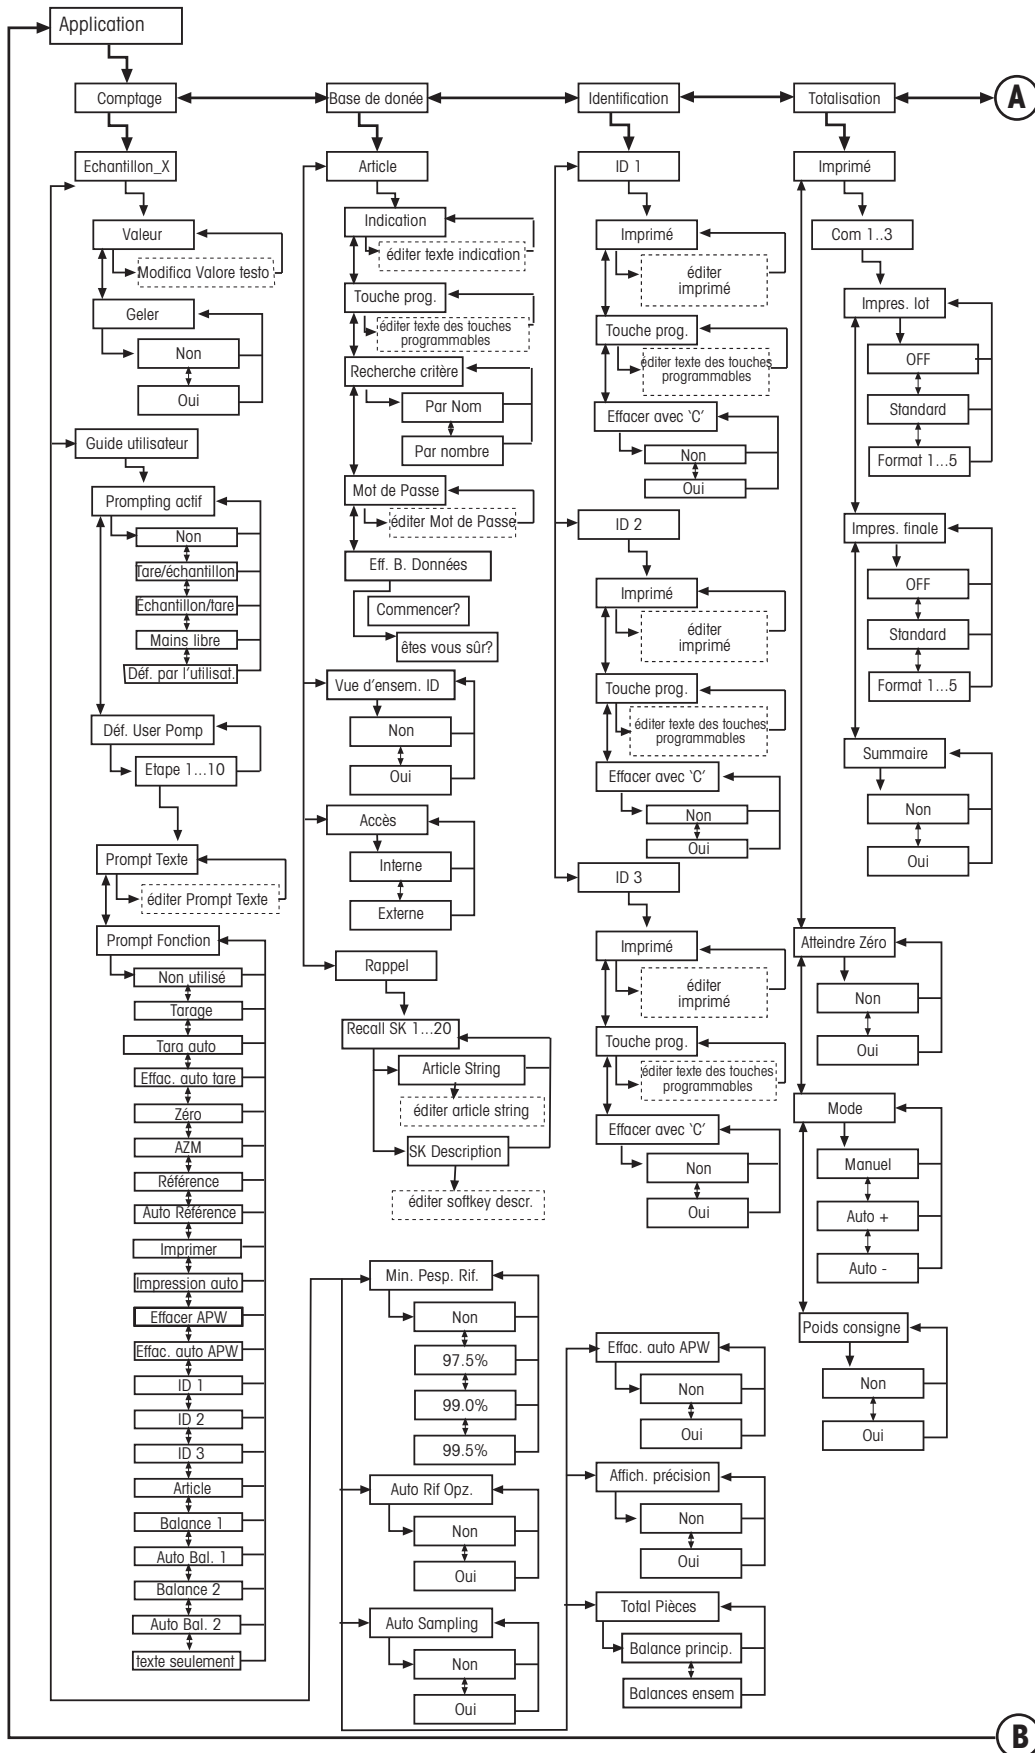 Application
Comptage
Base de donée
Identification
Totalisation
A
Echantillon_X
Valeur
Modifica Valore testo
Geler
Non
Oui
Guide utilisateur
Prompting actif
Non
Tare/échantillon
Échantillon/tare
Mains libre
Déf. par l'utilisat.
Déf. User Pomp
Etape 1...10
Prompt Texte
éditer Prompt Texte
Prompt Fonction
Non utilisé
Tarage
Tara auto
Effac. auto tare
Zéro
AZM
Référence
Auto Référence
Imprimer
Impression auto
Effacer APW
Effac. auto APW
ID 1
ID 2
ID 3
Article
Balance 1
Auto Bal. 1
Balance 2
Auto Bal. 2
texte seulement
Article
Indication
éditer texte indication
Touche prog.
éditer texte des touches
programmables
Recherche critère
Par Nom
Par nombre
Mot de Passe
éditer Mot de Passe
Eff. B. Données
Commencer?
êtes vous sûr?
Vue d'ensem. ID
Non
Oui
Accès
Interne
Externe
Rappel
Recall SK 1...20
Article String
éditer article string
SK Description
éditer softkey descr.
Min. Pesp. Rif.
Non
97.5%
99.0%
99.5%
Auto Rif Opz.
Non
Oui
Auto Sampling
Non
Oui
ID 1
Imprimé
éditer
imprimé
Touche prog.
éditer texte des touches
programmables
Effacer avec 'C'
Non
Oui
ID 2
Imprimé
éditer
imprimé
Touche prog.
éditer texte des touches
programmables
Effacer avec 'C'
Non
Oui
ID 3
Imprimé
éditer
imprimé
Touche prog.
éditer texte des touches
programmables
Effacer avec 'C'
Non
Oui
Effac. auto APW
Non
Oui
Affich. précision
Non
Oui
Total Pièces
Balance princip.
Balances ensem
Imprimé
Com 1..3
Impres. lot
OFF
Standard
Format 1...5
Impres. finale
OFF
Standard
Format 1...5
Summaire
Non
Oui
Atteindre Zéro
Non
Oui
Mode
Manuel
Auto +
Auto -
Poids consigne
Non
Oui
B